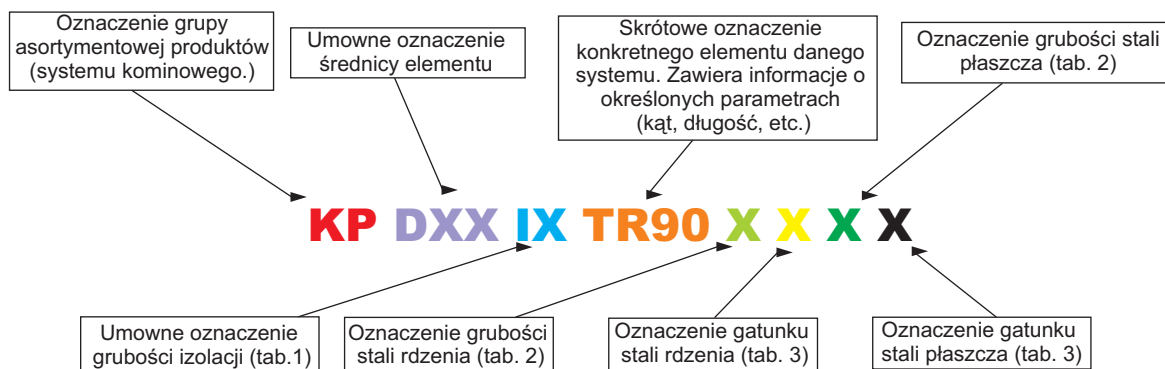 Oznaczenie grupy
asortymentowej produktów
(systemu kominowego.)
Umowne oznaczenie
średnicy elementu
Skrótowe oznaczenie
konkretnego elementu danego
systemu. Zawiera informacje o
określonych parametrach
(kąt, długość, etc.)
Oznaczenie grubości stali
płaszcza (tab. 2)
KP DXX IX TR90 X X X X
Umowne oznaczenie
grubości izolacji (tab.1)
Oznaczenie grubości
stali rdzenia (tab. 2)
Oznaczenie gatunku
stali rdzenia (tab. 3)
Oznaczenie gatunku
stali płaszcza (tab. 3)